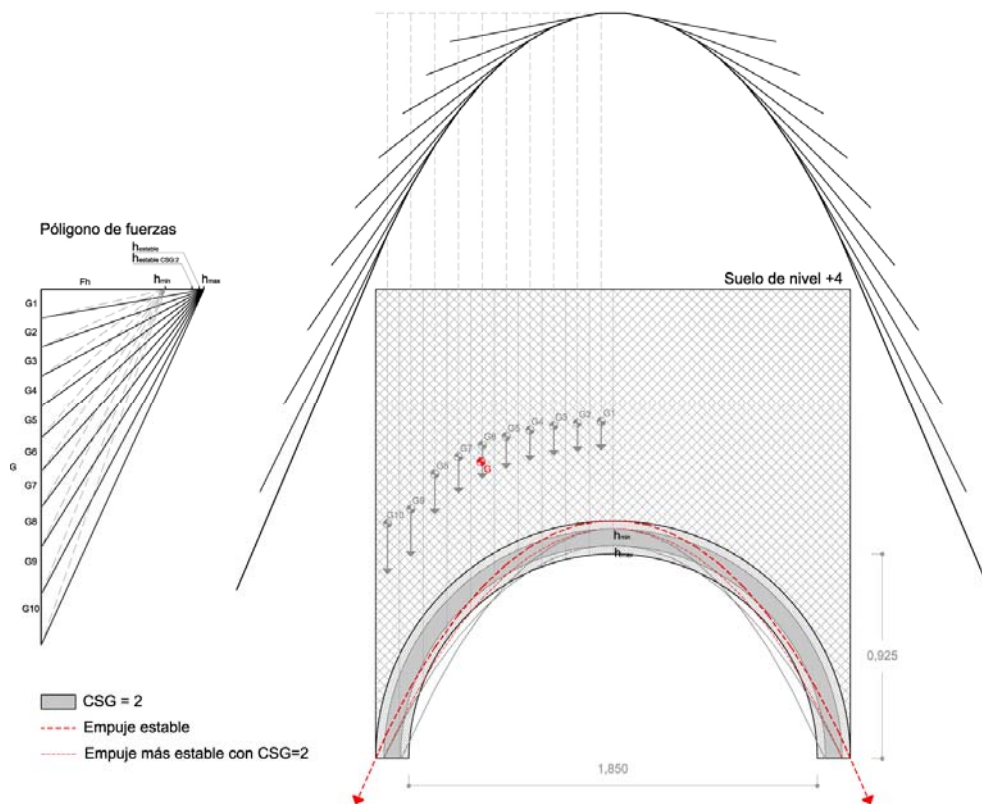 Póligono de fuerzas
hestable
hestable CSG:2
Fh
hmin
hmax
Suelo de nivel +4
G1
G2
G3
G4
G5
G6
G
G7
G8
G9
G10
G1
G2
G3
G4
G5
G6
G7
G8
G9
G10
G
hmin
hmax
0,925
1,850
CSG = 2
Empuje estable
Empuje más estable con CSG=2